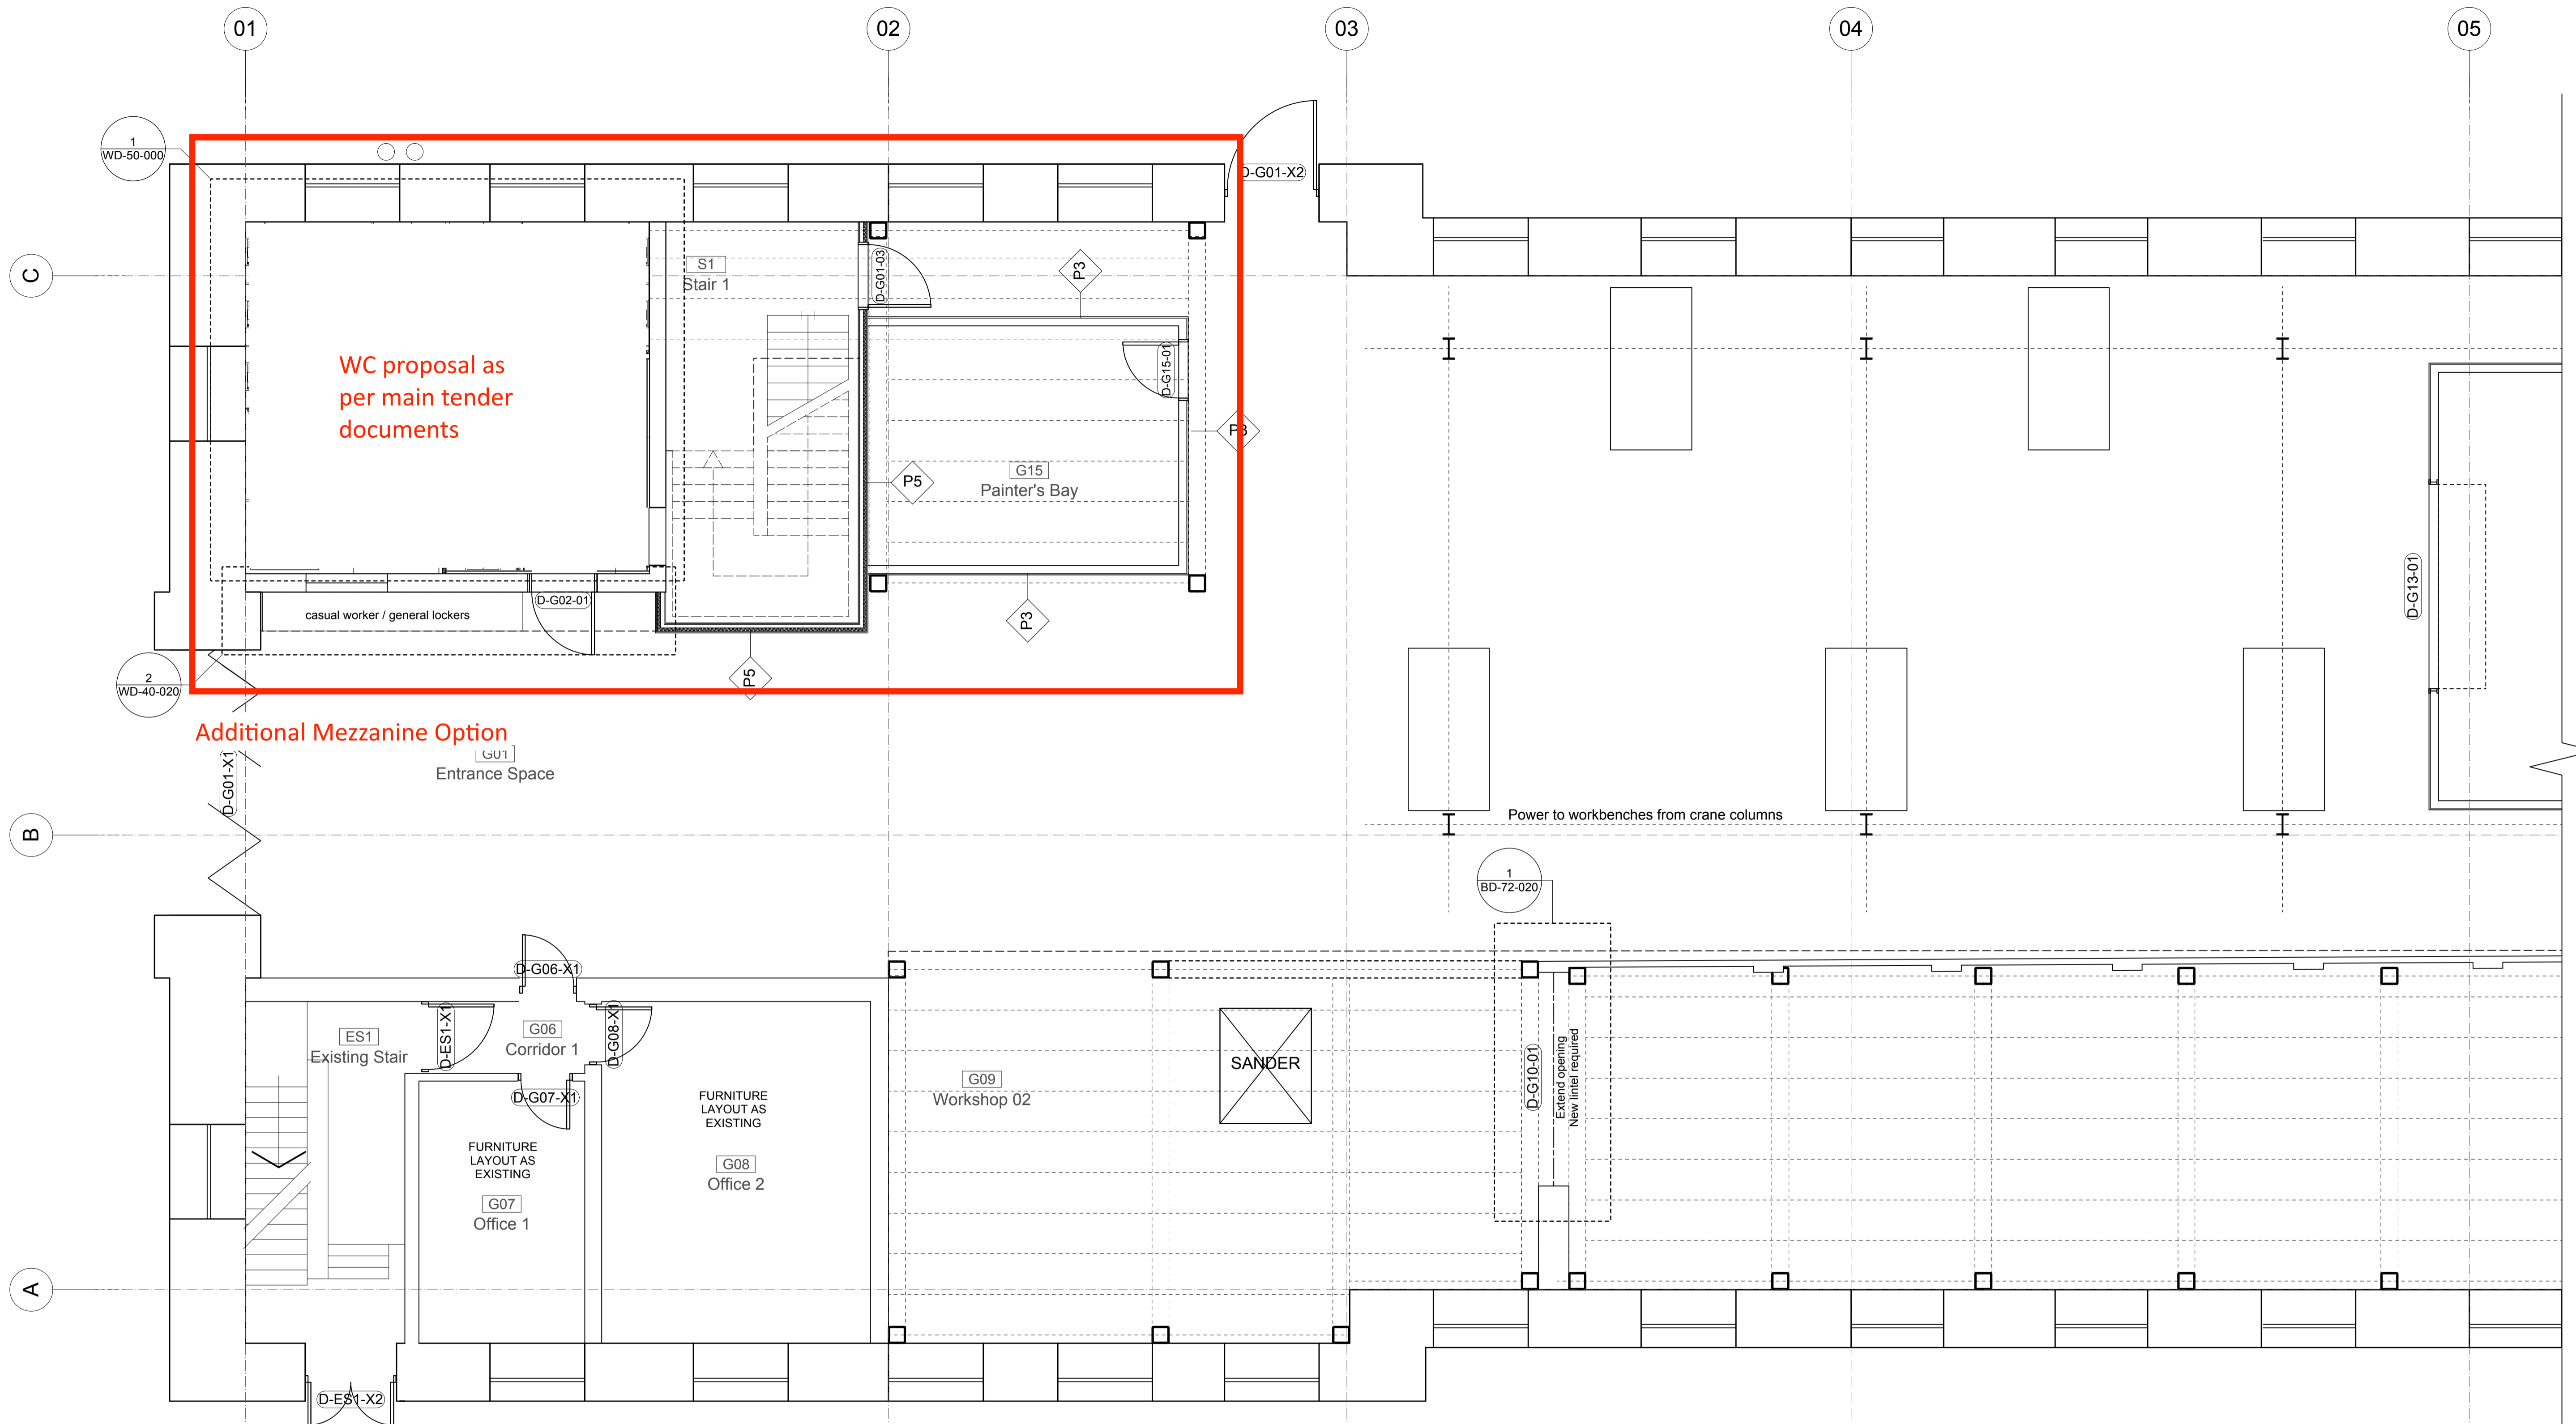 01
02
03
04
05
1
WD-50-000
D-G01-X2
C
S1
Stair 1
D-G01-03
P3
WC proposal as
per main tender
documents
D-G15-01
P3
G15
Painter's Bay
P5
D-G13-01
casual worker / general lockers
D-G02-01
P3
2
WD-40-020
P5
Additional Mezzanine Option
G01
Entrance Space
D-G01-X1
B
Power to workbenches from crane columns
1
BD-72-020
D-G06-X1
ES1
Existing Stair
D-ES1-X1
G06
Corridor 1
D-G08-X1
D-G07-X1
SANDER
D-G10-01
Extend opening
New lintel required
G09
Workshop 02
FURNITURE
LAYOUT AS
EXISTING
FURNITURE
LAYOUT AS
EXISTING
G08
Office 2
G07
Office 1
A
D-ES1-X2